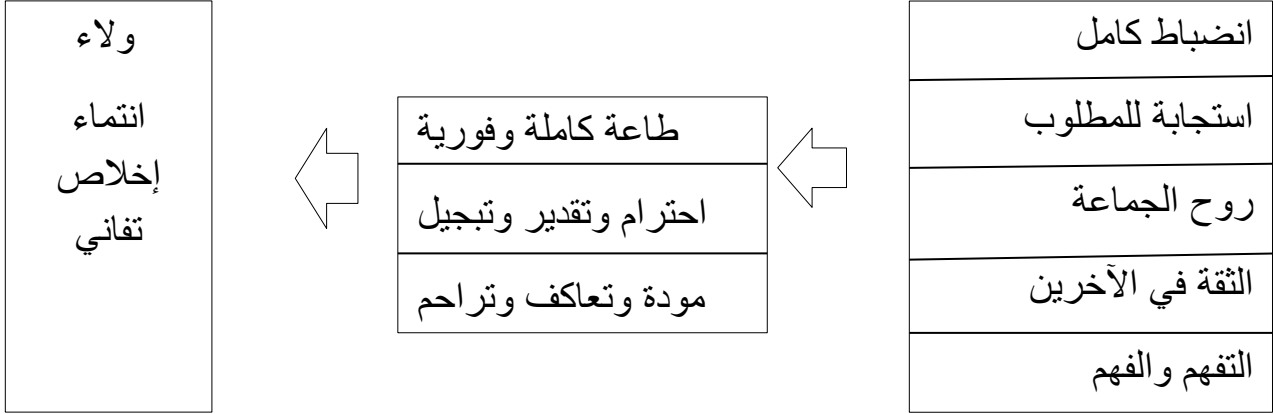 انضباط كامل
استجابة للمطلوب
روح الجماعة
الثقة في الآخرين
التفهم والفهم
طاعة كاملة وفورية
احترام وتقدير وتبجيل
مودة وتعاكف وتراحم
ولاء
انتماء
إخلاص
تفاني